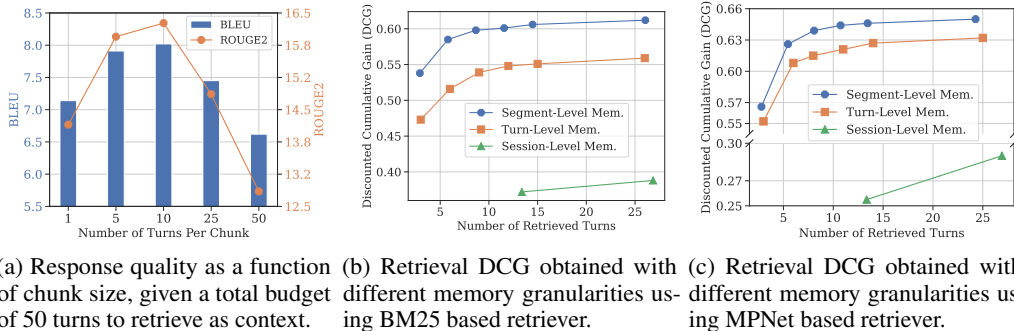 8.5
8.0
7.5
7.0
6.5
6.0
5.5
BLEU
16.5
15.8
15.2
14.5
13.8
13.2
12.5
ROUGE2
BLEU
ROUGE2
1 5 10 25 50
Number of Turns Per Chunk
Discounted Cumulative Gain (DCG)
0.60
0.55
0.50
0.45
0.40
Segment-Level Mem.
Turn-Level Mem.
Session-Level Mem.
5 10 15 20 25
Number of Retrieved Turns
Discounted Cumulative Gain (DCG)
0.66
0.63
0.60
0.57
0.55
0.30
0.27
0.25
Segment-Level Mem.
Turn-Level Mem.
Session-Level Mem.
5 10 15 20 25
Number of Retrieved Turns
(a) Response quality as a function
of chunk size, given a total budget
of 50 turns to retrieve as context.
(b) Retrieval DCG obtained with
different memory granularities us-
ing BM25 based retriever.
(c) Retrieval DCG obtained with
different memory granularities us-
ing MPNet based retriever.